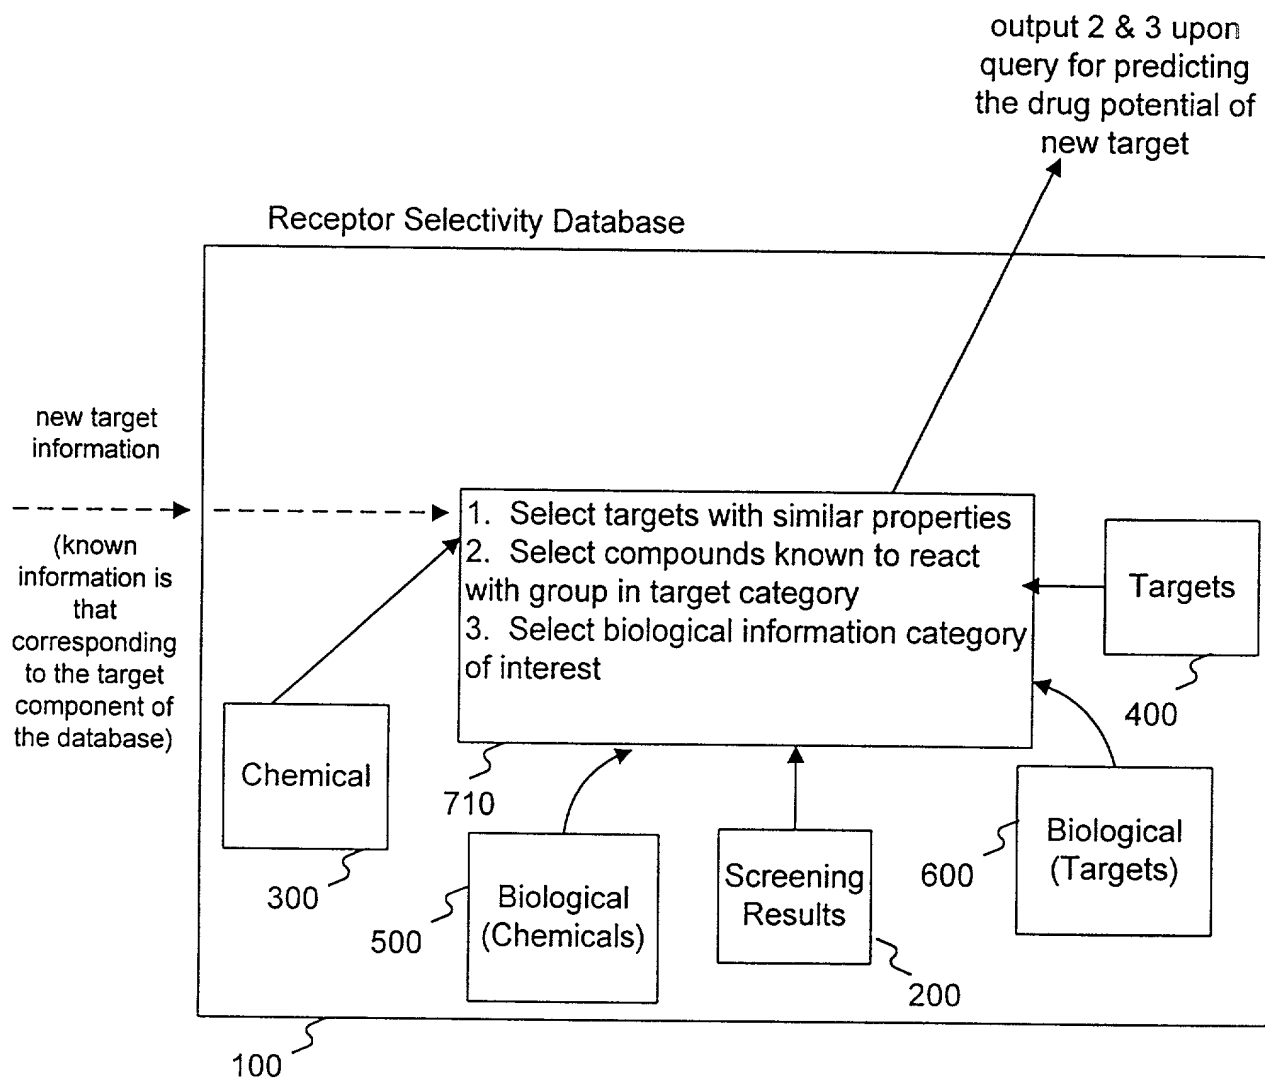 output 2 & 3 upon
query for predicting
the drug potential of
new target
Receptor Selectivity Database
new target
information
(known
information is
that
corresponding
to the target
component of
the database)
1. Select targets with similar properties
2. Select compounds known to react
with group in target category
3. Select biological information category
of interest
Targets
400
Chemical
300
710
Biological
(Chemicals)
500
Screening
Results
200
Biological
(Targets)
600
100